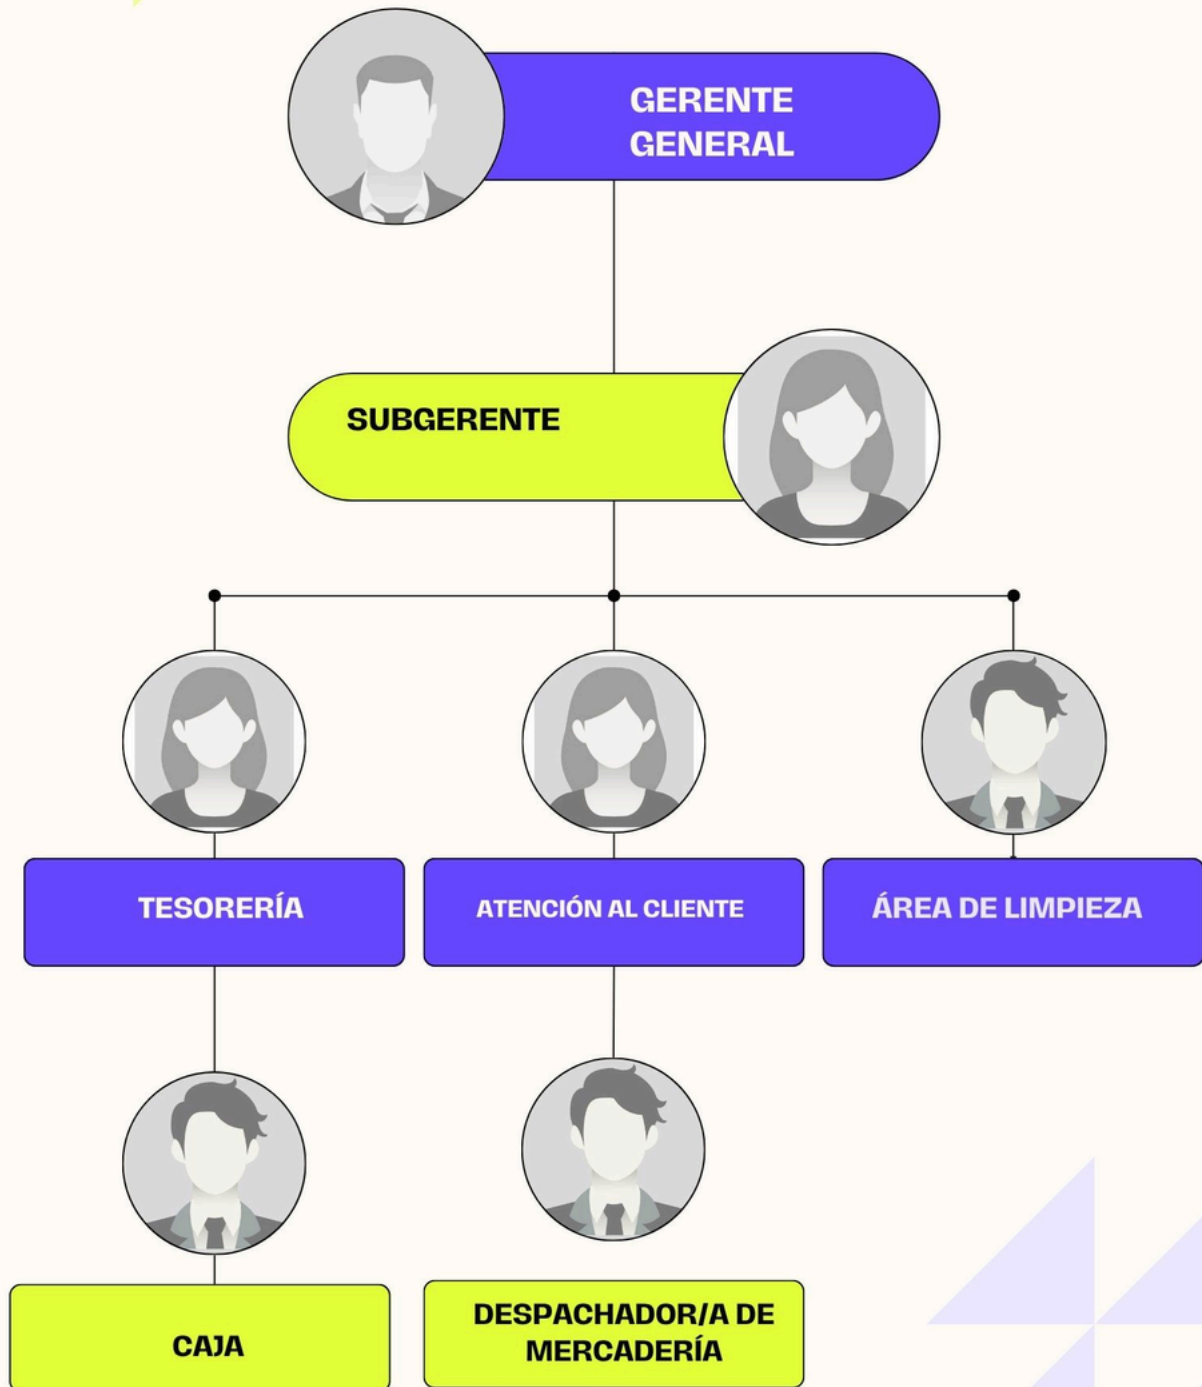 GERENTE
GENERAL
SUBGERENTE
TESORERÍA
ATENCIÓN AL CLIENTE
ÁREA DE LIMPIEZA
CAJA
DESPACHADOR/A DE
MERCADERÍA